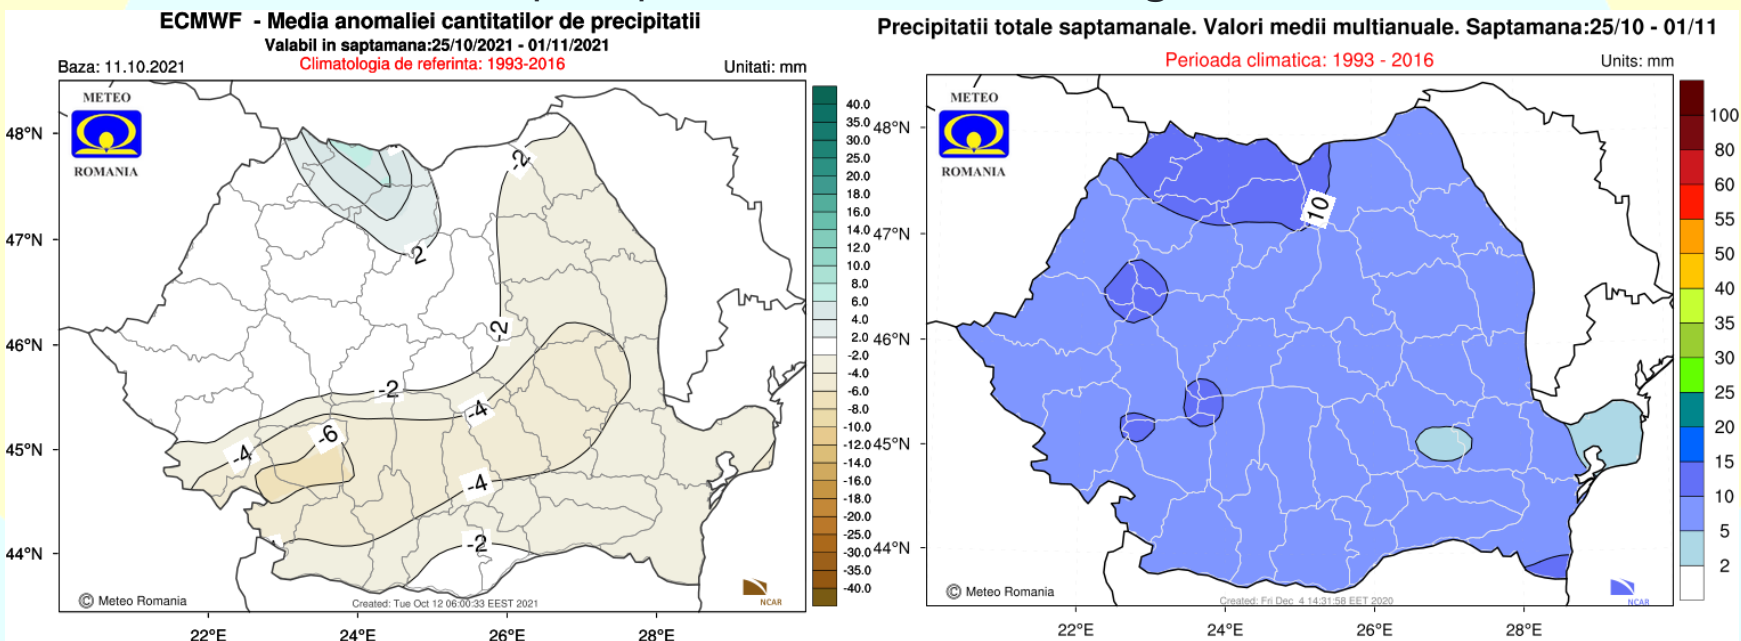 ECMWF - Media anomaliei cantitatilor de precipitatii
Valabil in saptamana:25/10/2021 - 01/11/2021
Baza: 11.10.2021
Climatologia de referinta: 1993-2016
Unitati: mm
METEO
ROMANIA
48°N
47°N
46°N
45°N
44°N
2
-2
-2
-2
-4
-4
-6
-4
-2
40.0
35.0
30.0
25.0
20.0
18.0
16.0
14.0
12.0
10.0
8.0
6.0
4.0
2.0
-2.0
-4.0
-6.0
-8.0
-10.0
-12.0
-14.0
-16.0
-18.0
-20.0
-25.0
-30.0
-35.0
-40.0
© Meteo Romania
Created: Tue Oct 12 06:00:33 EEST 2021
NCAR
22°E
24°E
26°E
28°E
Precipitatii totale saptamanale. Valori medii multianuale. Saptamana:25/10 - 01/11
Perioada climatica: 1993 - 2016
Units: mm
METEO
ROMANIA
48°N
47°N
46°N
45°N
44°N
10
100
80
60
55
50
40
35
30
25
20
15
10
5
2
© Meteo Romania
Created: Fri Dec 4 14:31:58 EET 2020
NCAR
22°E
24°E
26°E
28°E